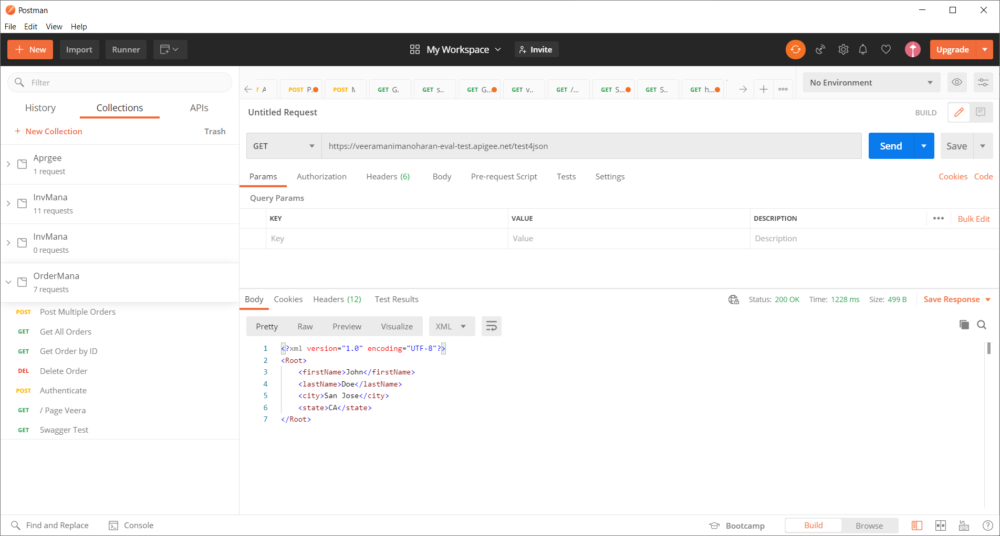 Postman
File Edit View Help
New Import Runner My Workspace Invite Upgrade
Filter
History Collections APIs
New Collection Trash
Aprgee
1 request
InvMana
11 requests
InvMana
0 requests
OrderMana
7 requests
POST Post Multiple Orders
GET Get All Orders
GET Get Order by ID
DEL Delete Order
POST Authenticate
GET / Page Veera
GET Swagger Test
A POST P. POST GET G. GET s.. GET G... GET v.. GET /... GET S... GET S.. GET h...
No Environment
Untitled Request BUILD
GET https://veeramanimanoharan-eval-test.apigee.net/test4json Send Save
Params Authorization Headers (6) Body Pre-request Script Tests Settings Cookies Code
Query Params
KEY VALUE DESCRIPTION ••• Bulk Edit
Key Value Description
Body Cookies Headers (12) Test Results Status: 200 OK Time: 1228 ms Size: 499 B Save Response
Pretty Raw Preview Visualize XML
1 <?xml version="1.0" encoding="UTF-8"?>
2 <Root>
3 <firstName>John</firstName>
4 <lastName>Doe</lastName>
5 <city>San Jose</city>
6 <state>CA</state>
7 </Root>
Find and Replace Console Bootcamp Build Browse